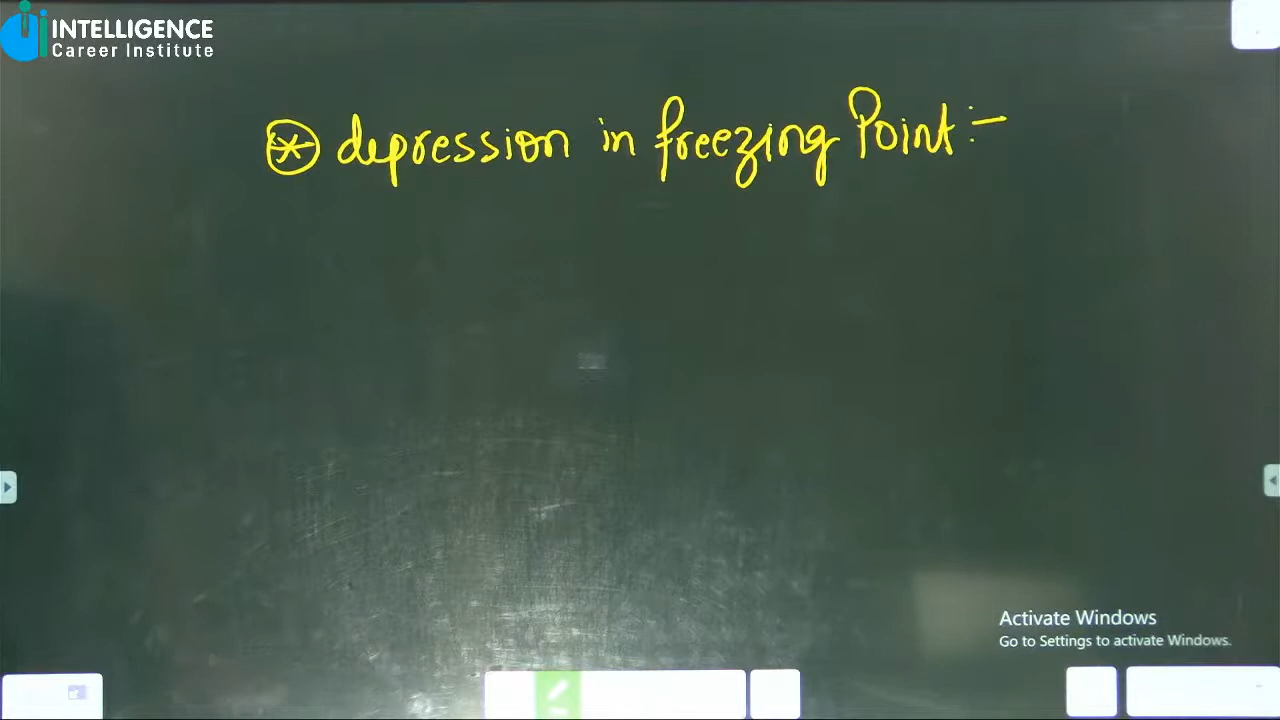 INTELLIGENCE
Career Institute
depression in freezing Point :-
Activate Windows
Go to Settings to activate Windows.